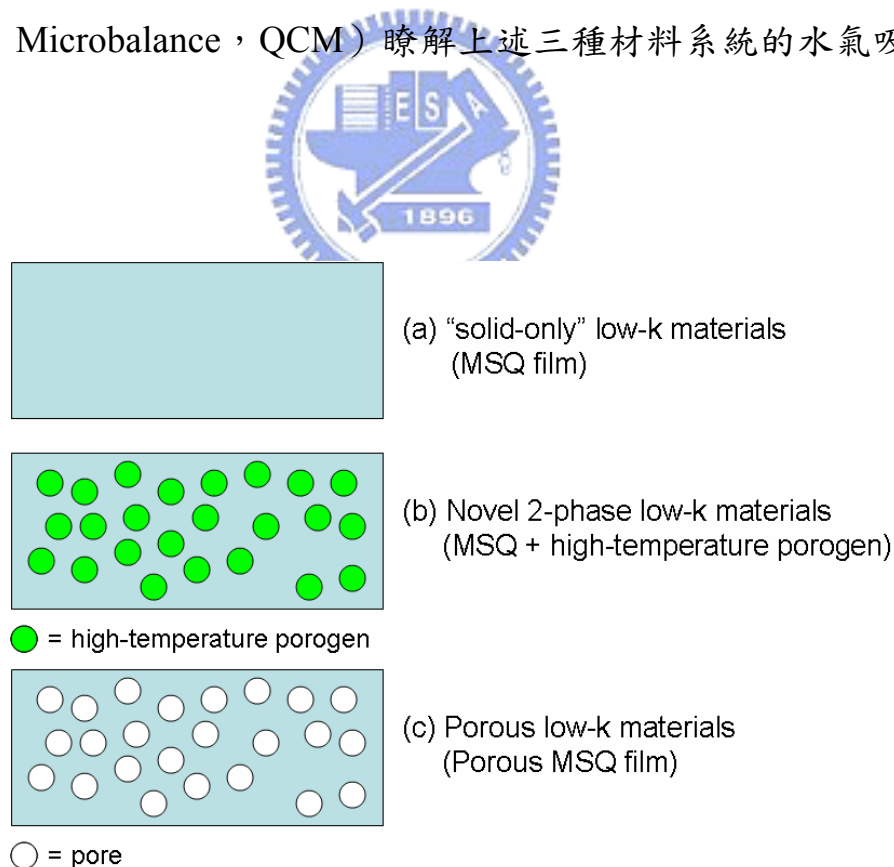 Microbalance，QCM）瞭解上述三種材料系統的水氣吸
ESA
1896
(a) “solid-only” low-k materials
(MSQ film)
(b) Novel 2-phase low-k materials
(MSQ + high-temperature porogen)
= high-temperature porogen
(c) Porous low-k materials
(Porous MSQ film)
= pore